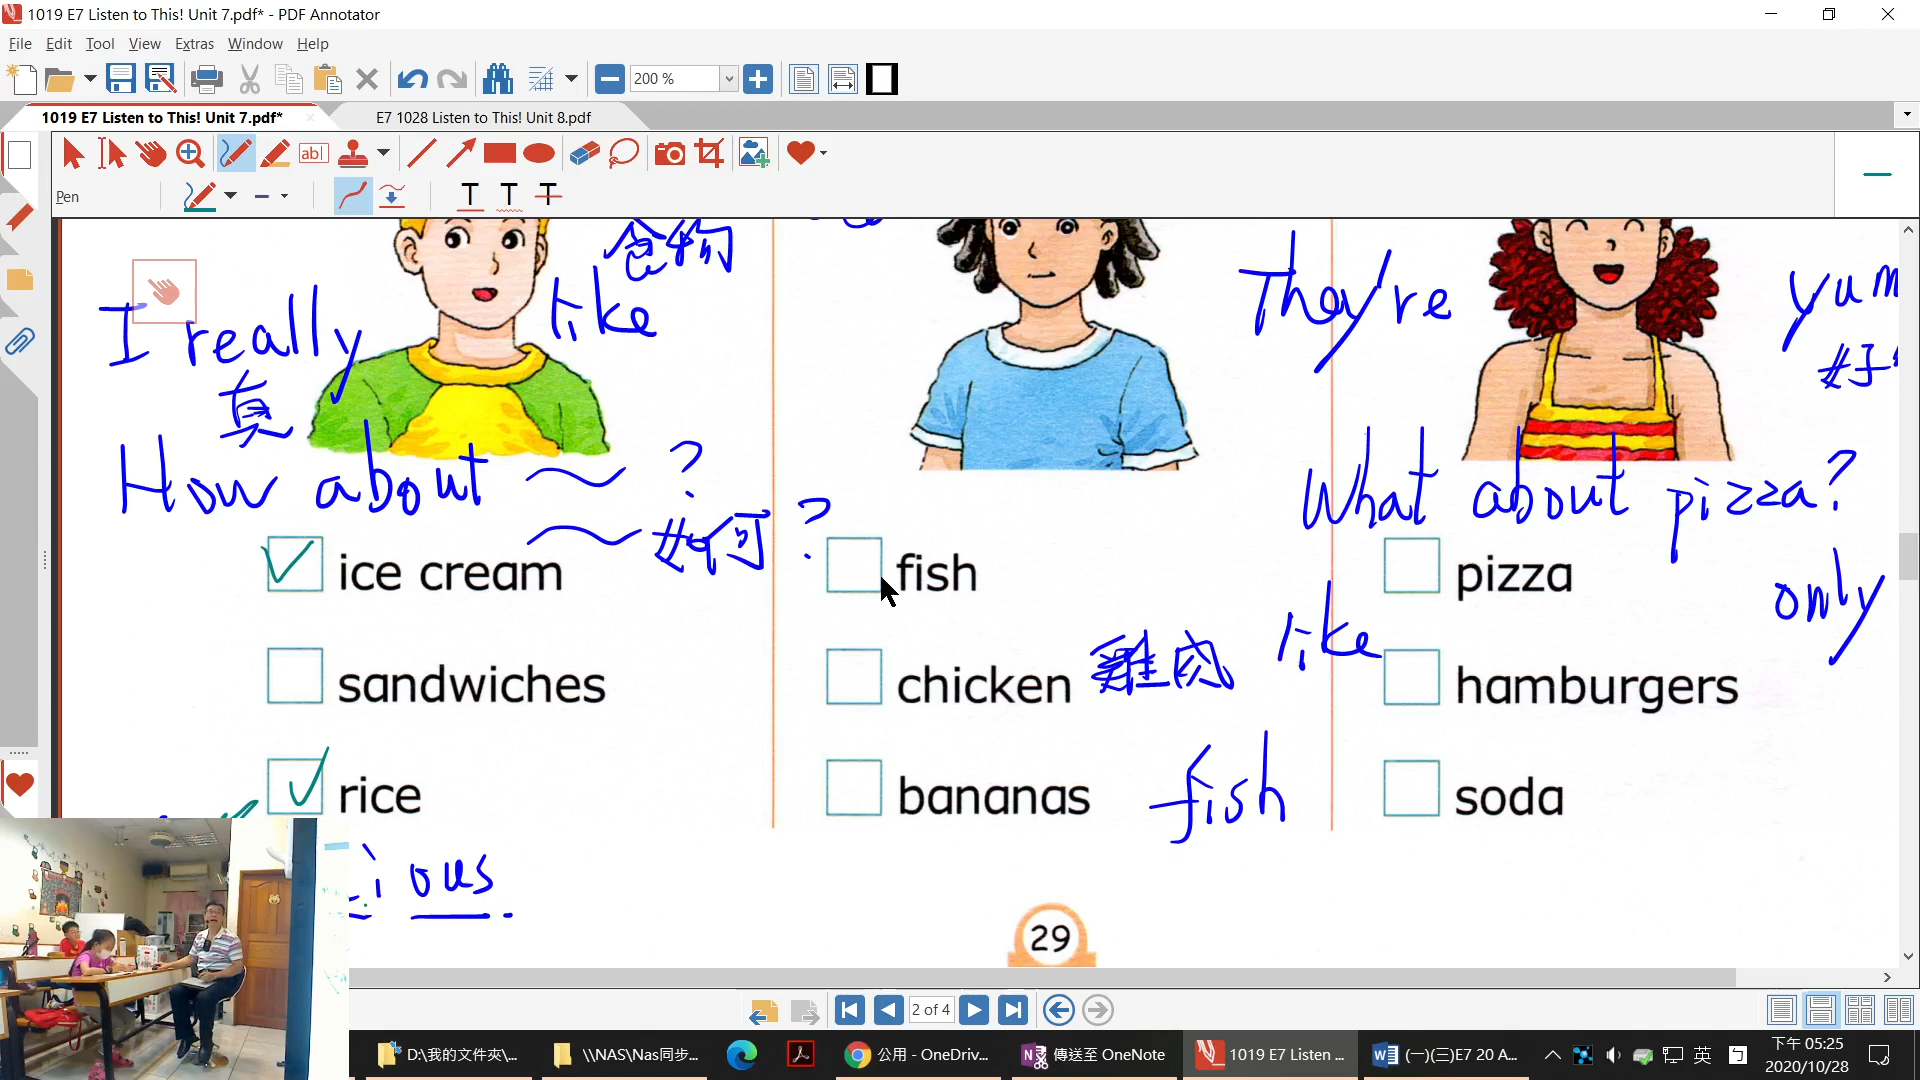 1019 E7 Listen to This! Unit 7.pdf* - PDF Annotator
File Edit Tool View Extras Window Help
200 %
1019 E7 Listen to This! Unit 7.pdf*
E7 1028 Listen to This! Unit 8.pdf
ab|
Pen
T T T
食物
I really like
They're yum
真
好
How about ～ ?
What about pizza?
～ 如何 ?
ice cream
fish
pizza
only
sandwiches
chicken 雞肉
like
hamburgers
rice
bananas
fish
soda
ious.
29
2 of 4
D:\我的文件夾\...
\\NAS\Nas同步...
公用 - OneDriv...
傳送至 OneNote
1019 E7 Listen ...
(一)(三)E7 20 A...
英
下午 05:25
2020/10/28